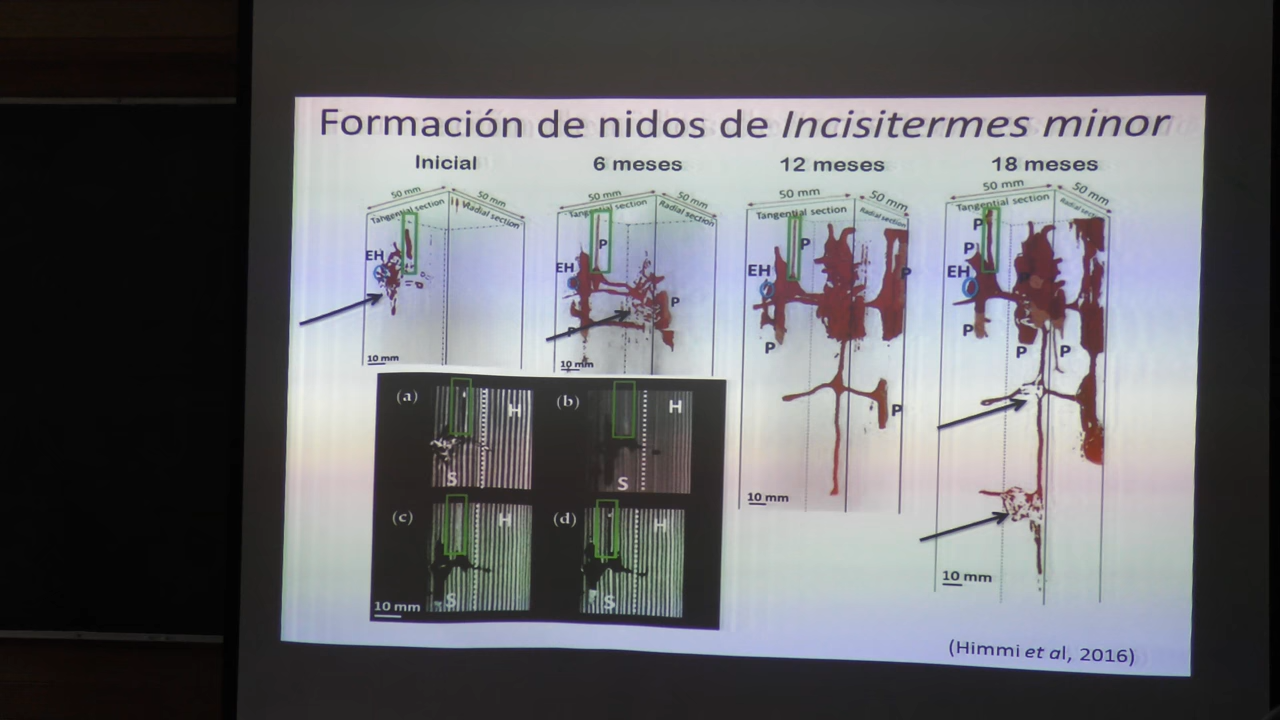 Formación de nidos de Incisitermes minor
Inicial
6 meses
12 meses
18 meses
50 mm 50 mm
Tangential section
EH
10 mm
50 mm 50 mm
Tangential section Radial section
P
EH
P
P
10 mm
50 mm 50 mm
Tangential section Radial section
P
EH
P
P
P
10 mm
50 mm 50 mm
Tangential section Radial section
P
P
EH
P
P
P
10 mm
(a) H
S
(b) H
S
(c) H
S
(d) H
S
10 mm
(Himmi et al, 2016)